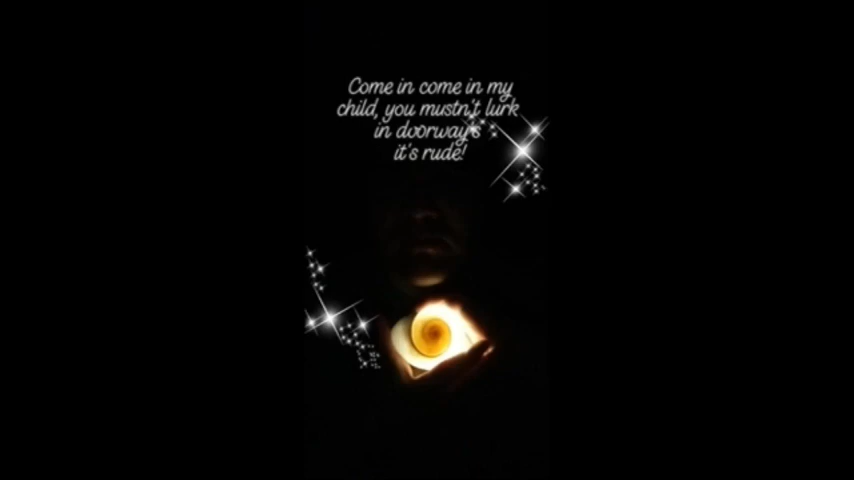 Come in come in my
child, you mustn't lurk
in doorway's
it's rude!